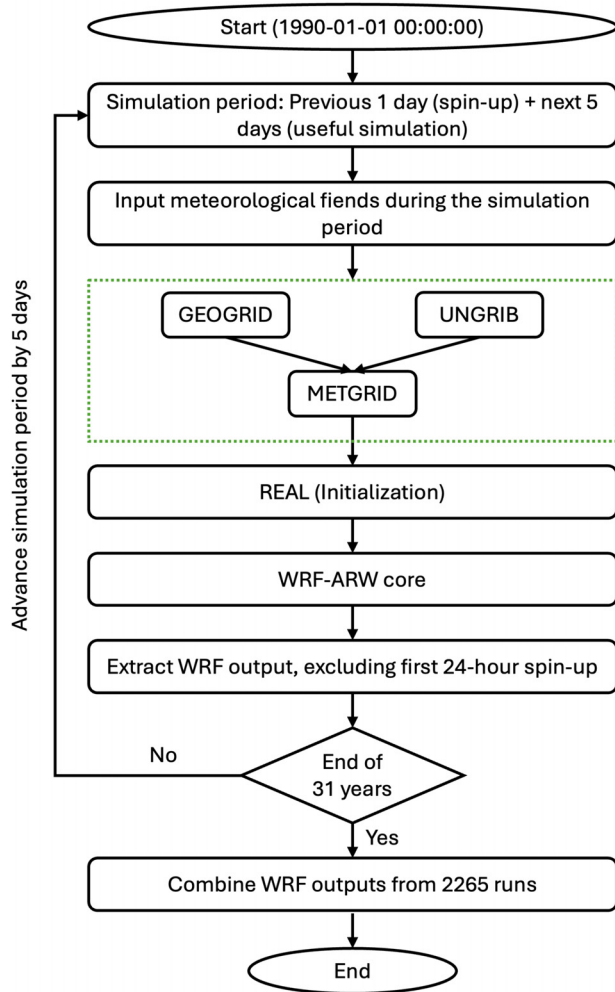 Start (1990-01-01 00:00:00)
Simulation period: Previous 1 day (spin-up) + next 5
days (useful simulation)
Input meteorological fiends during the simulation
period
GEOGRID
UNGRIB
METGRID
REAL (Initialization)
WRF-ARW core
Extract WRF output, excluding first 24-hour spin-up
End of
31 years
No
Yes
Advance simulation period by 5 days
Combine WRF outputs from 2265 runs
End